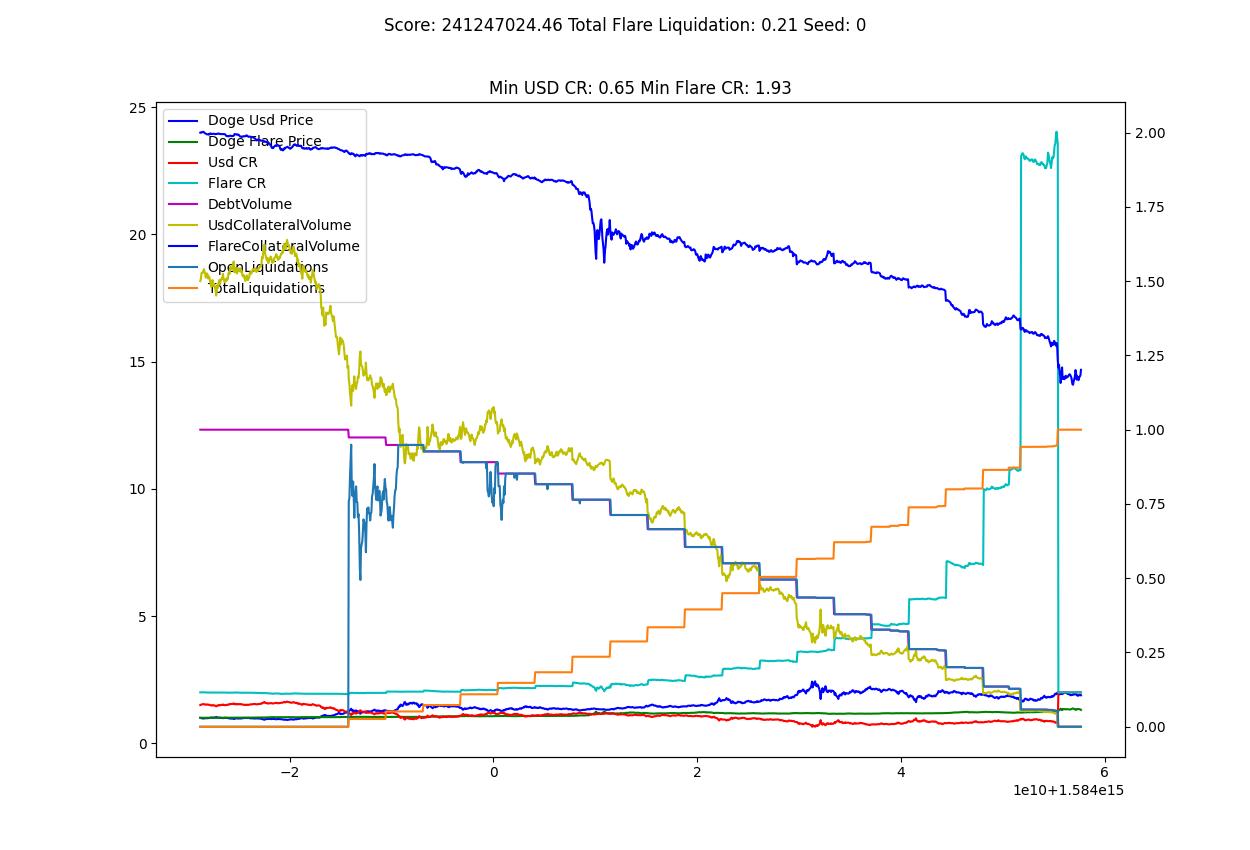 Score: 241247024.46 Total Flare Liquidation: 0.21 Seed: 0
Min USD CR: 0.65 Min Flare CR: 1.93
Doge Usd Price
Doge Flare Price
Usd CR
Flare CR
DebtVolume
UsdCollateralVolume
FlareCollateralVolume
OpenLiquidations
TotalLiquidations
25
20
15
10
5
0
2.00
1.75
1.50
1.25
1.00
0.75
0.50
0.25
0.00
−2
0
2
4
6
1e10+1.584e15